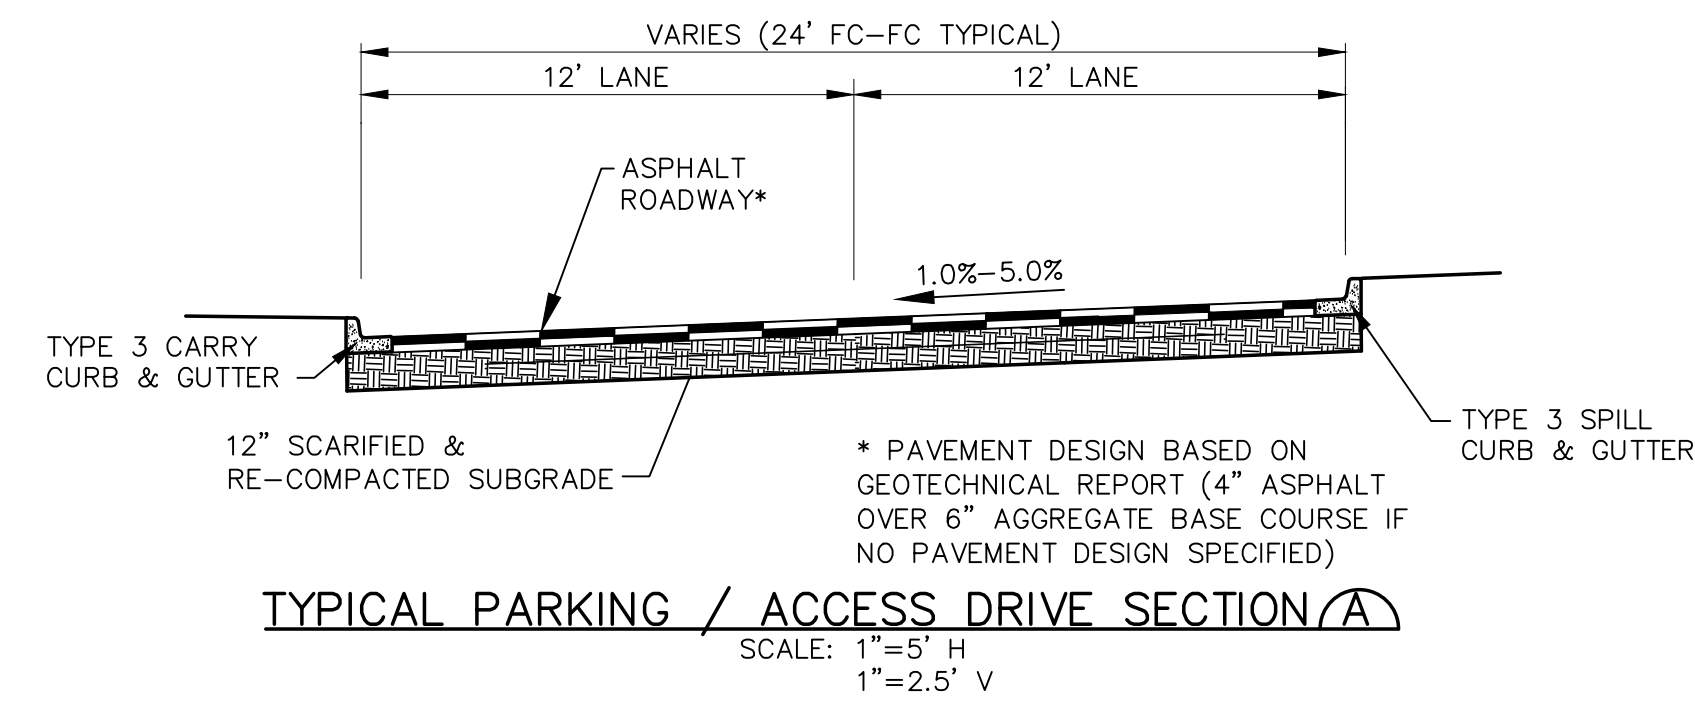 VARIES (24' FC-FC TYPICAL)
12' LANE
12' LANE
ASPHALT
ROADWAY*
1.0%-5.0%
TYPE 3 CARRY
CURB & GUTTER
TYPE 3 SPILL
CURB & GUTTER
12" SCARIFIED &
RE-COMPACTED SUBGRADE
* PAVEMENT DESIGN BASED ON
GEOTECHNICAL REPORT (4" ASPHALT
OVER 6" AGGREGATE BASE COURSE IF
NO PAVEMENT DESIGN SPECIFIED)
TYPICAL PARKING / ACCESS DRIVE SECTION A
SCALE: 1"=5' H
1"=2.5' V